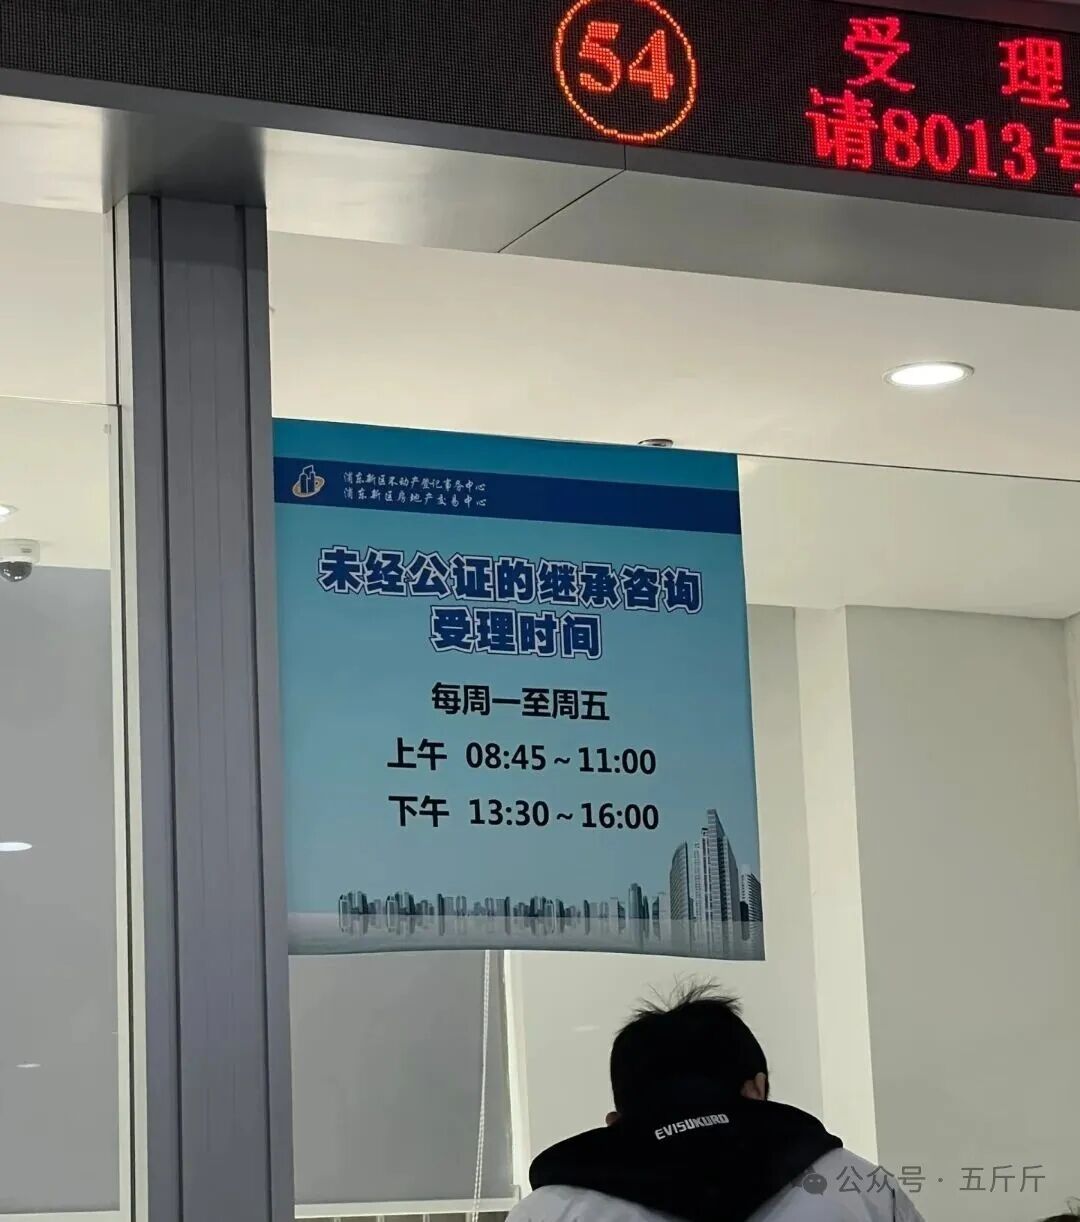 54
受 理
请8013号
浦东新区不动产登记事务中心
浦东新区房地产交易中心
未经公证的继承咨询
受理时间
每周一至周五
上午 08:45~11:00
下午 13:30~16:00
EVISUKURO
公众号·五斤斤